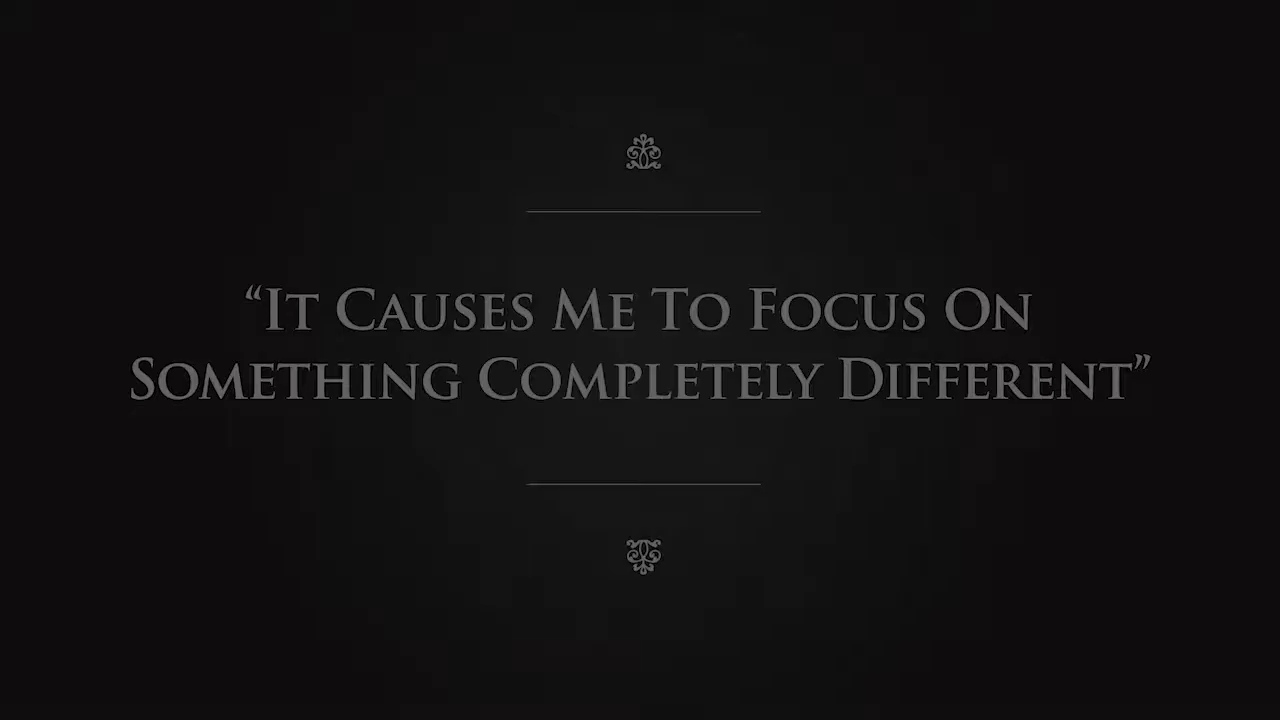 “It Causes Me To Focus On
Something Completely Different”